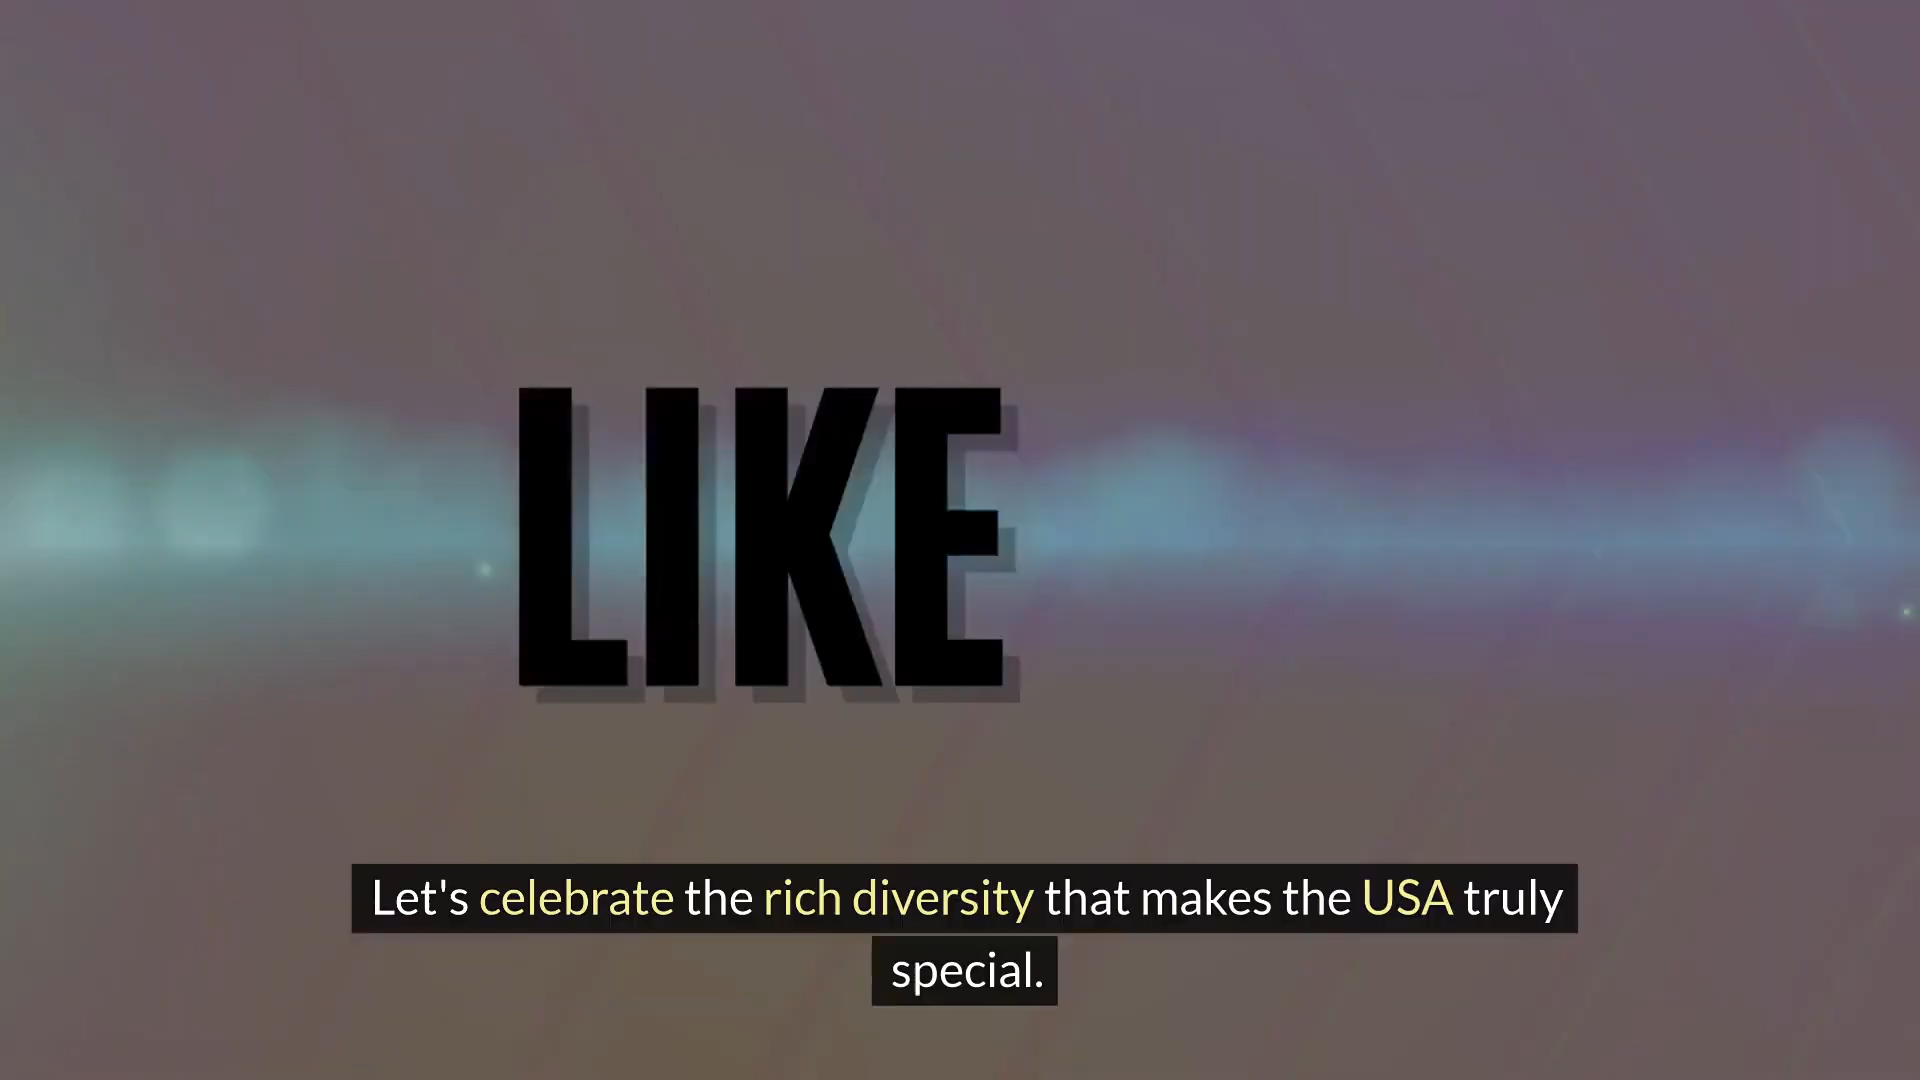 LIKE
Let's celebrate the rich diversity that makes the USA truly
special.